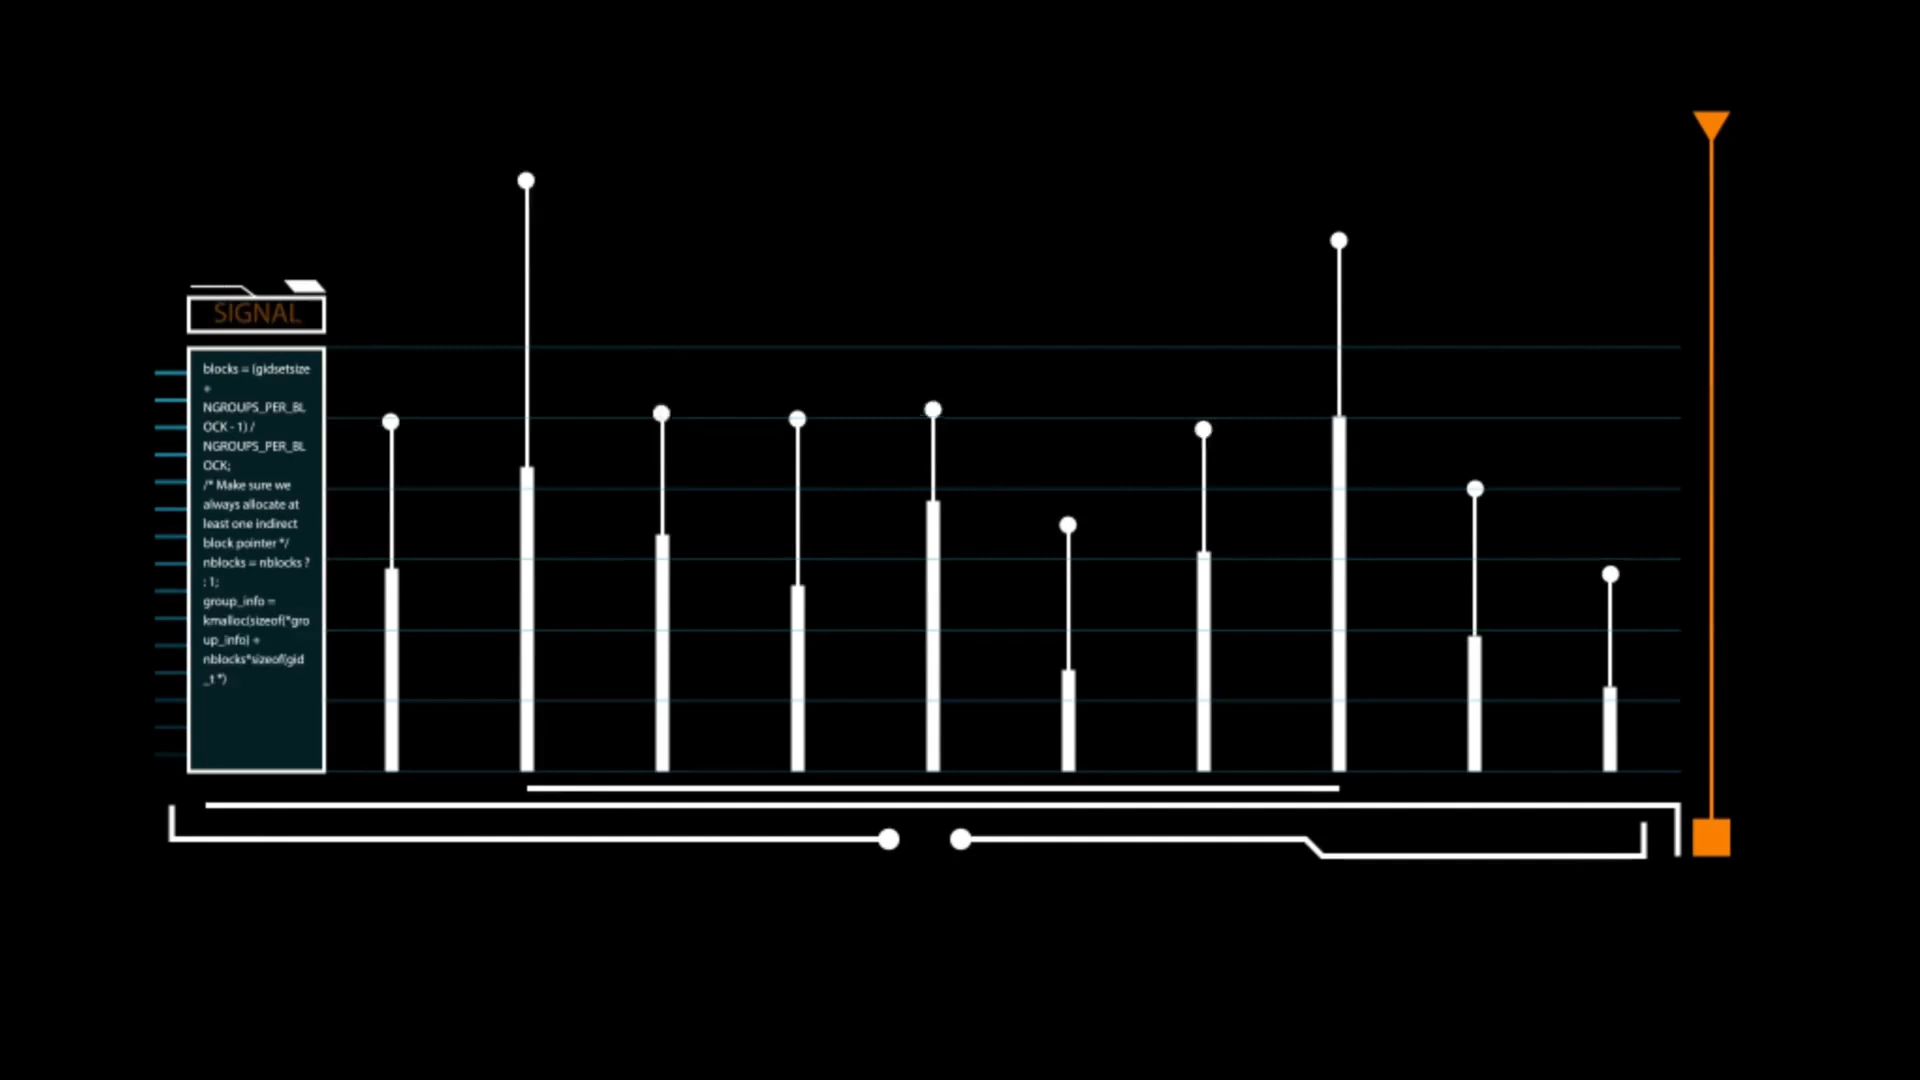 SIGNAL
blocks = (gidsetsize
+
NGROUPS_PER_BL
OCK - 1) /
NGROUPS_PER_BL
OCK;
/* Make sure we
always allocate at
least one indirect
block pointer */
nblocks = nblocks ?
: 1;
group_info =
kmalloc(sizeof(*gro
up_info) +
nblocks*sizeof(gid
_t *)